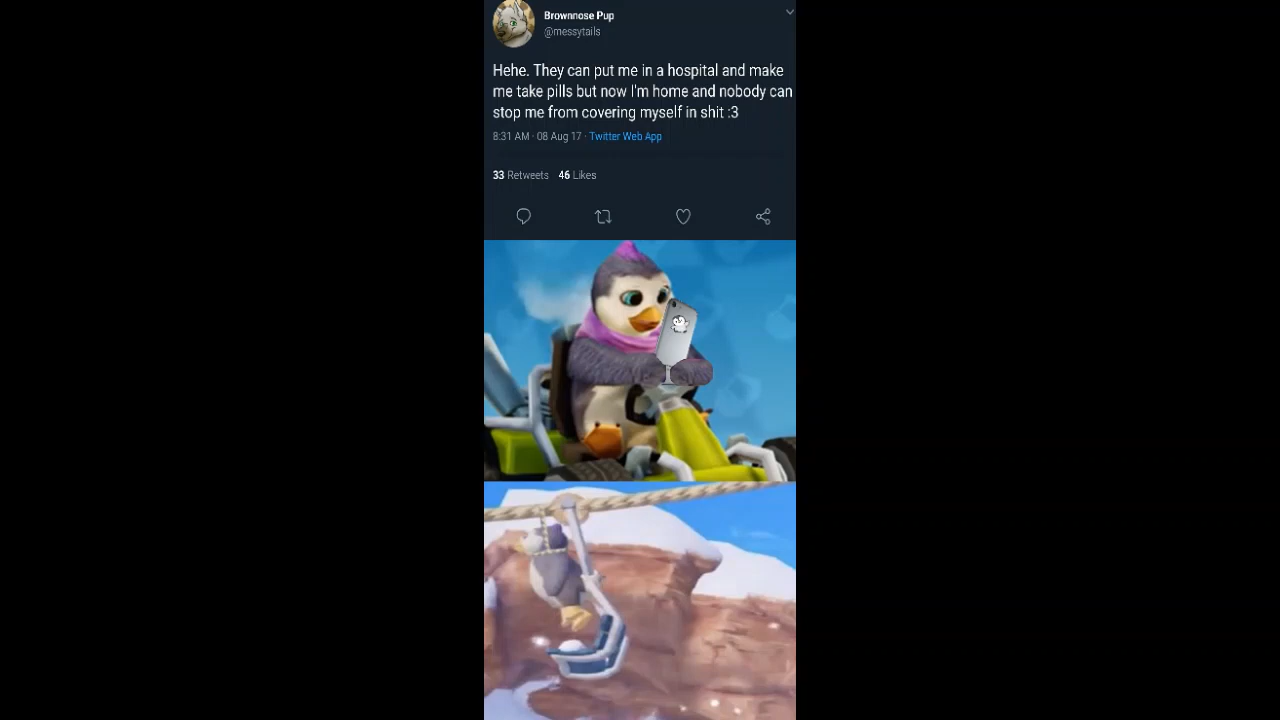 Brownnose Pup
@messytails
Hehe. They can put me in a hospital and make
me take pills but now I'm home and nobody can
stop me from covering myself in shit :3
8:31 AM · 08 Aug 17 · Twitter Web App
33 Retweets 46 Likes